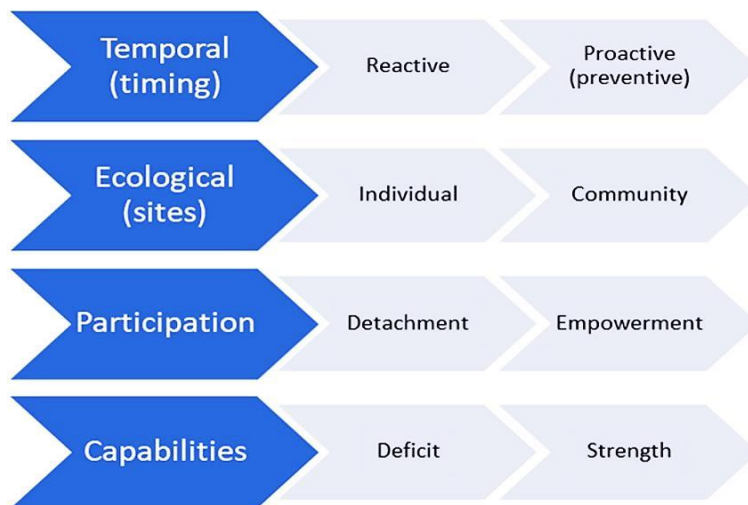 Temporal
(timing)
Reactive
Proactive
(preventive)
Ecological
(sites)
Individual
Community
Participation
Detachment
Empowerment
Capabilities
Deficit
Strength